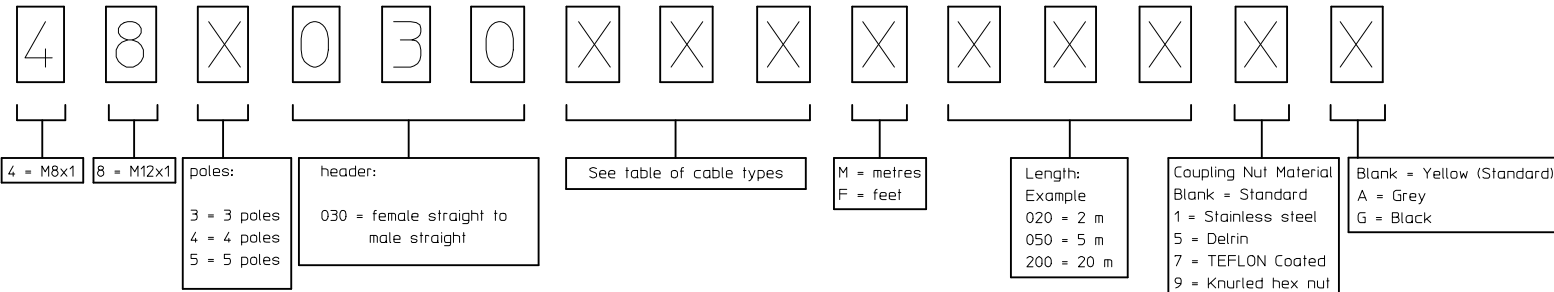 4 8 X 0 3 0 X X X X X X X X X
4 = M8x1
8 = M12x1
poles:
3 = 3 poles
4 = 4 poles
5 = 5 poles
header:
030 = female straight to
male straight
See table of cable types
M = metres
F = feet
Length:
Example
020 = 2 m
050 = 5 m
200 = 20 m
Coupling Nut Material
Blank = Standard
1 = Stainless steel
5 = Delrin
7 = TEFLON Coated
9 = Knurled hex nut
Blank = Yellow (Standard)
A = Grey
G = Black